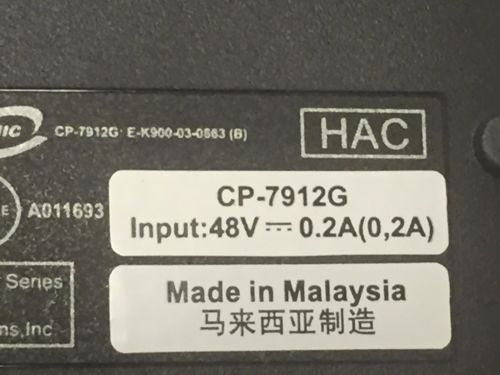 NIC
CP-7912G: E-K900-03-0863 (B)
HAC
E A011693
CP-7912G
Input:48V⎓0.2A(0,2A)
Series
ns,Inc
Made in Malaysia
马来西亚制造